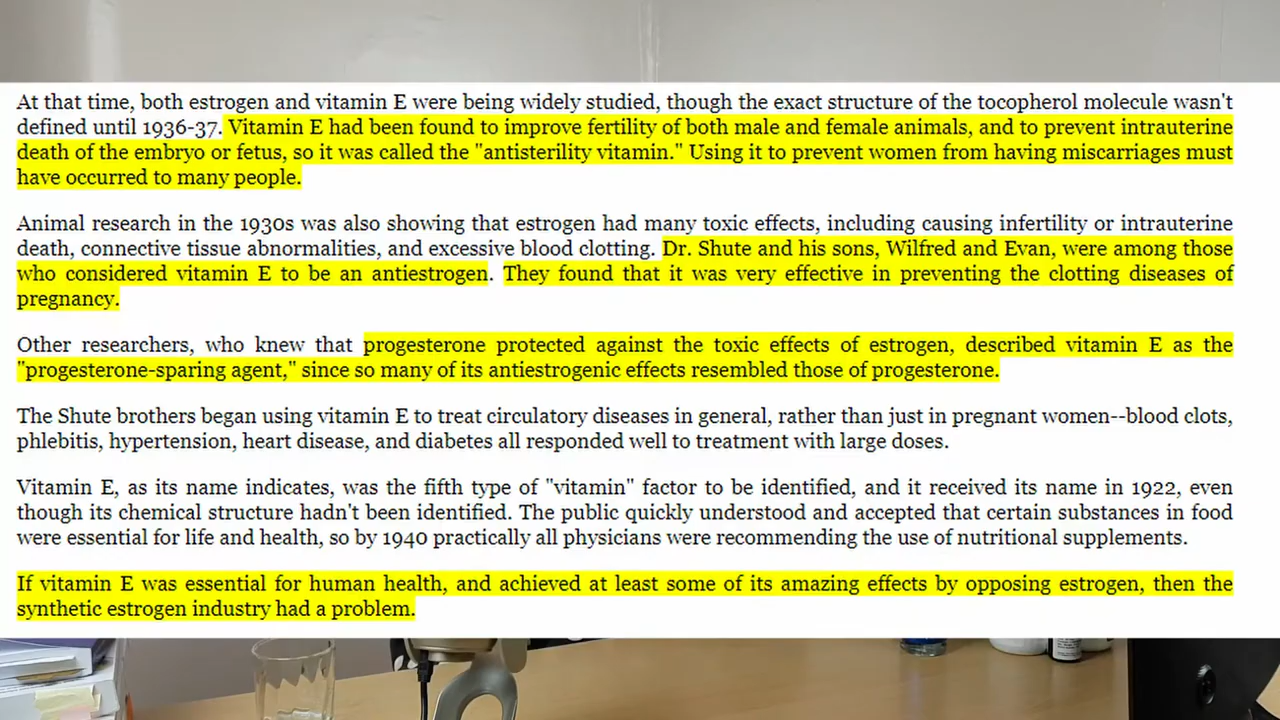 At that time, both estrogen and vitamin E were being widely studied, though the exact structure of the tocopherol molecule wasn't
defined until 1936-37. Vitamin E had been found to improve fertility of both male and female animals, and to prevent intrauterine
death of the embryo or fetus, so it was called the "antisterility vitamin." Using it to prevent women from having miscarriages must
have occurred to many people.
Animal research in the 1930s was also showing that estrogen had many toxic effects, including causing infertility or intrauterine
death, connective tissue abnormalities, and excessive blood clotting. Dr. Shute and his sons, Wilfred and Evan, were among those
who considered vitamin E to be an antiestrogen. They found that it was very effective in preventing the clotting diseases of
pregnancy.
Other researchers, who knew that progesterone protected against the toxic effects of estrogen, described vitamin E as the
"progesterone-sparing agent," since so many of its antiestrogenic effects resembled those of progesterone.
The Shute brothers began using vitamin E to treat circulatory diseases in general, rather than just in pregnant women--blood clots,
phlebitis, hypertension, heart disease, and diabetes all responded well to treatment with large doses.
Vitamin E, as its name indicates, was the fifth type of "vitamin" factor to be identified, and it received its name in 1922, even
though its chemical structure hadn't been identified. The public quickly understood and accepted that certain substances in food
were essential for life and health, so by 1940 practically all physicians were recommending the use of nutritional supplements.
If vitamin E was essential for human health, and achieved at least some of its amazing effects by opposing estrogen, then the
synthetic estrogen industry had a problem.